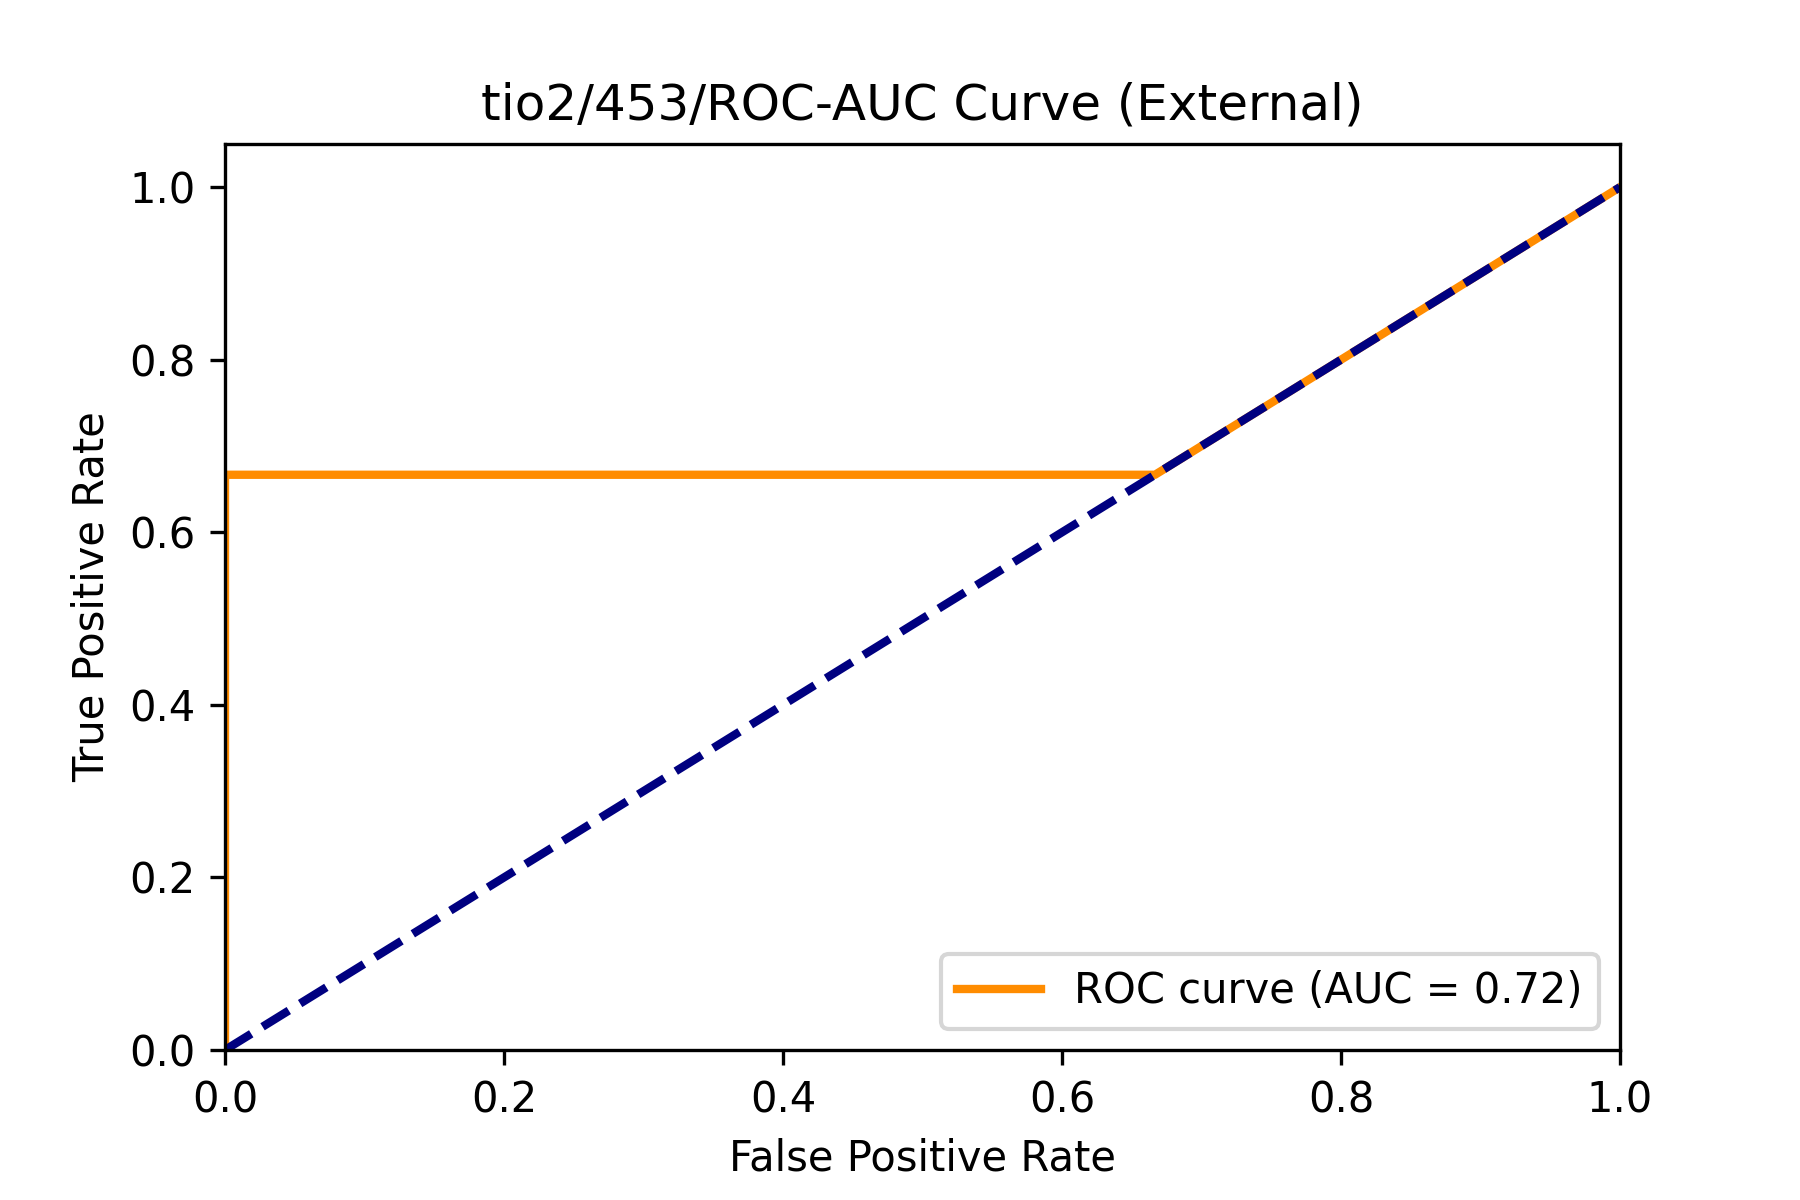 tio2/453/ROC-AUC Curve (External)
1.0
0.8
0.6
0.4
0.2
0.0
True Positive Rate
ROC curve (AUC = 0.72)
0.0 0.2 0.4 0.6 0.8 1.0
False Positive Rate